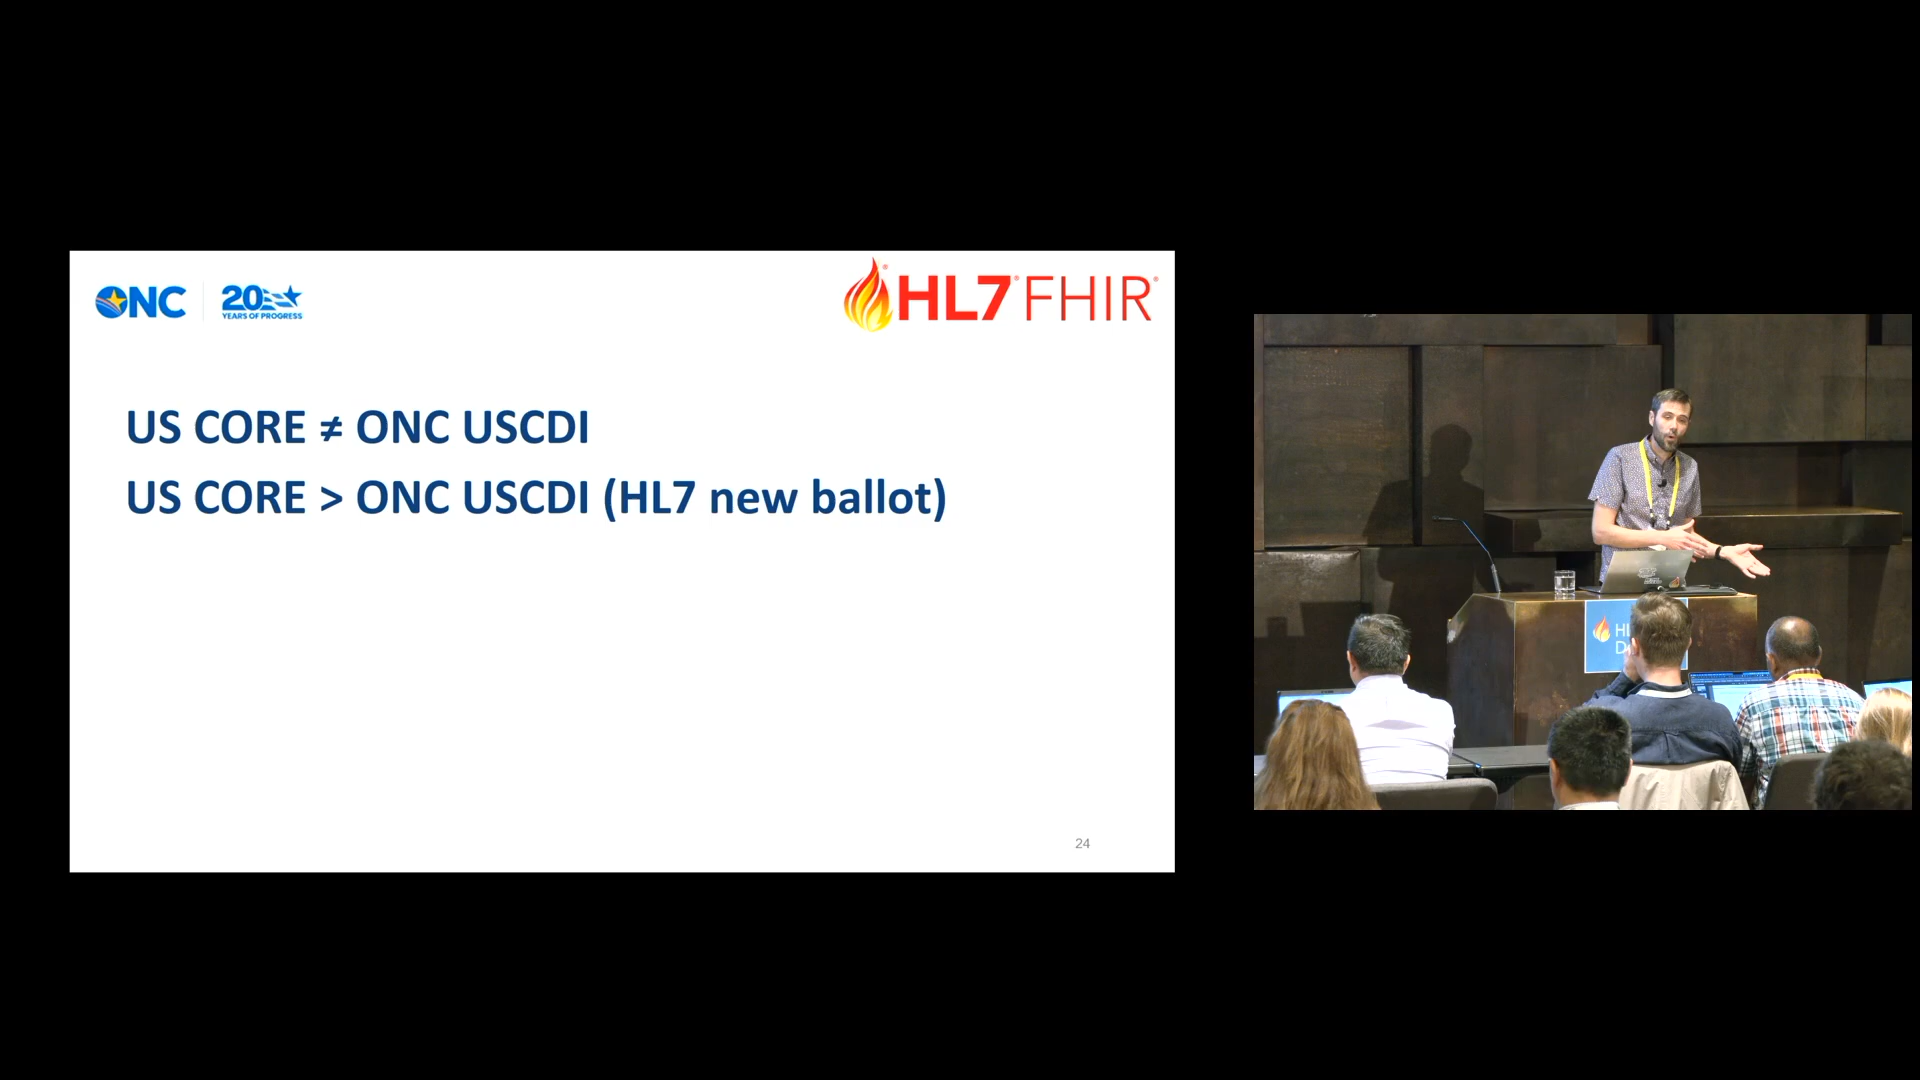 ONC
20
YEARS OF PROGRESS
HL7 FHIR
US CORE ≠ ONC USCDI
US CORE > ONC USCDI (HL7 new ballot)
24